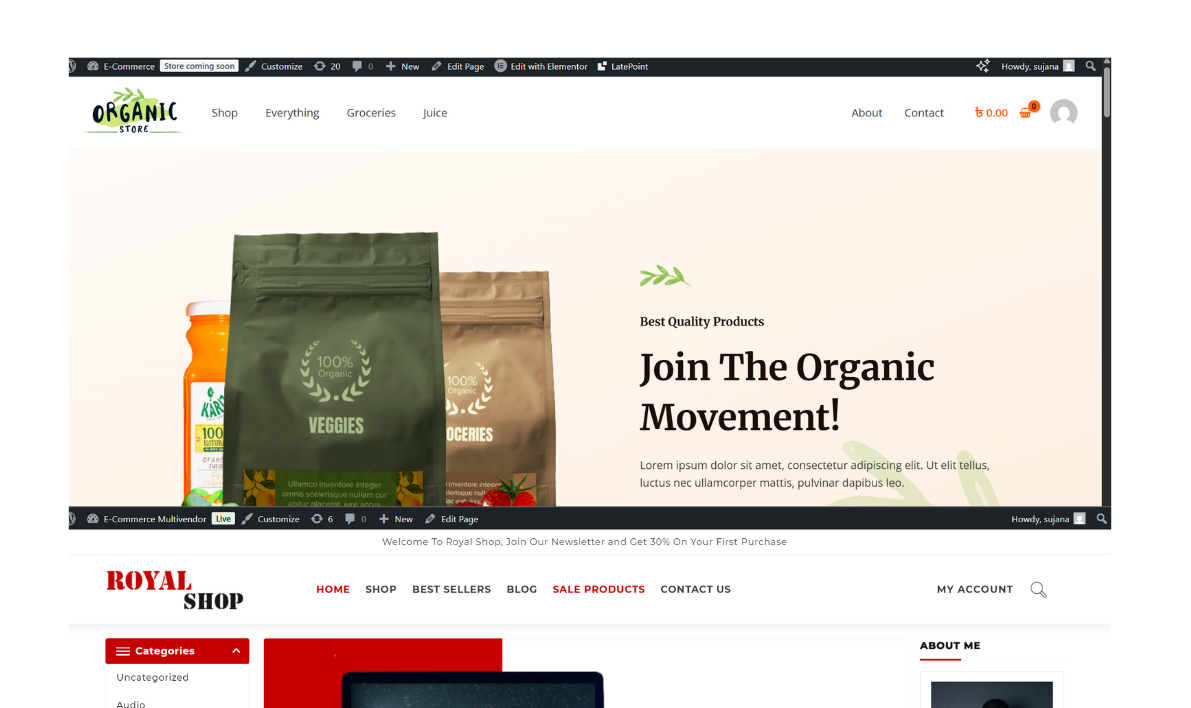 E-Commerce Store coming soon Customize 20 0 New Edit Page Edit with Elementor LatePoint Howdy, sujana
ORGANIC
STORE
Shop Everything Groceries Juice About Contact ৳ 0.00 0
100%
Organic
VEGGIES
100%
Organic
100
Best Quality Products
Join The Organic
Movement!
Lorem ipsum dolor sit amet, consectetur adipiscing elit. Ut elit tellus,
luctus nec ullamcorper mattis, pulvinar dapibus leo.
Utlamco inventore integer
omnis scelerisque nullam cur
E-Commerce Multivendor Live Customize 6 0 New Edit Page Howdy, sujana
Welcome To Royal Shop, Join Our Newsletter and Get 30% On Your First Purchase
ROYAL
SHOP
HOME SHOP BEST SELLERS BLOG SALE PRODUCTS CONTACT US MY ACCOUNT
Categories
Uncategorized
Audio
ABOUT ME